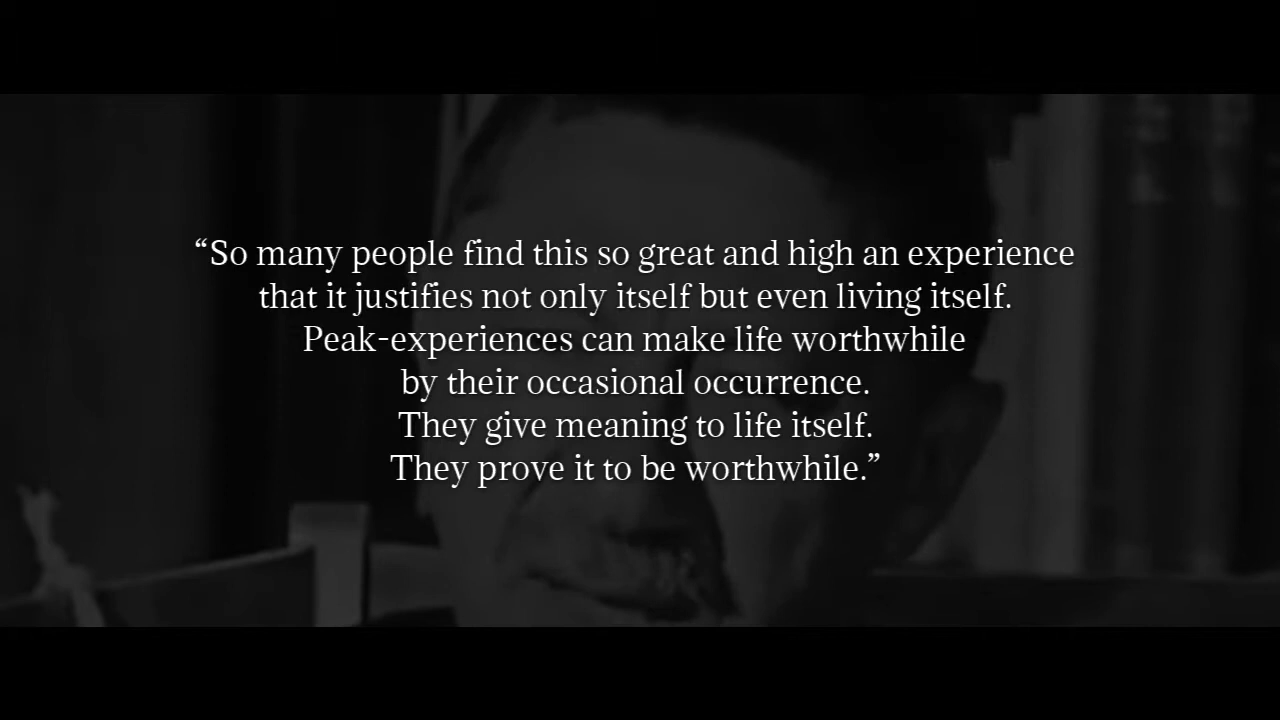 “So many people find this so great and high an experience
that it justifies not only itself but even living itself.
Peak-experiences can make life worthwhile
by their occasional occurrence.
They give meaning to life itself.
They prove it to be worthwhile.”